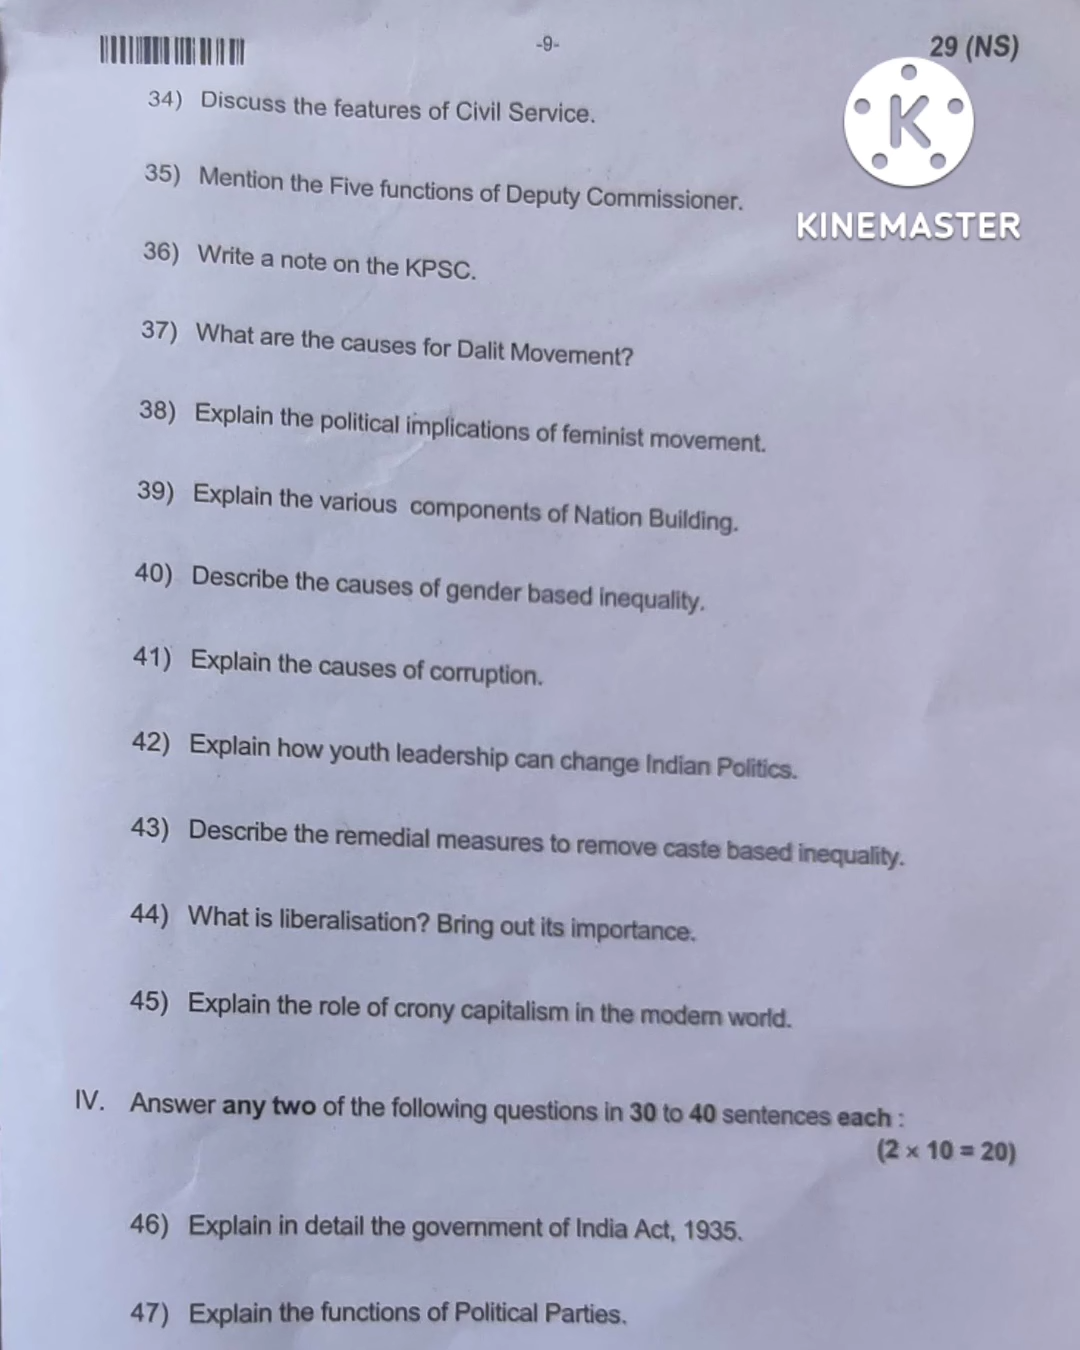 -9-
29 (NS)
34) Discuss the features of Civil Service.
K
KINEMASTER
35) Mention the Five functions of Deputy Commissioner.
36) Write a note on the KPSC.
37) What are the causes for Dalit Movement?
38) Explain the political implications of feminist movement.
39) Explain the various components of Nation Building.
40) Describe the causes of gender based inequality.
41) Explain the causes of corruption.
42) Explain how youth leadership can change Indian Politics.
43) Describe the remedial measures to remove caste based inequality.
44) What is liberalisation? Bring out its importance.
45) Explain the role of crony capitalism in the modern world.
IV. Answer any two of the following questions in 30 to 40 sentences each :
(2 × 10 = 20)
46) Explain in detail the government of India Act, 1935.
47) Explain the functions of Political Parties.